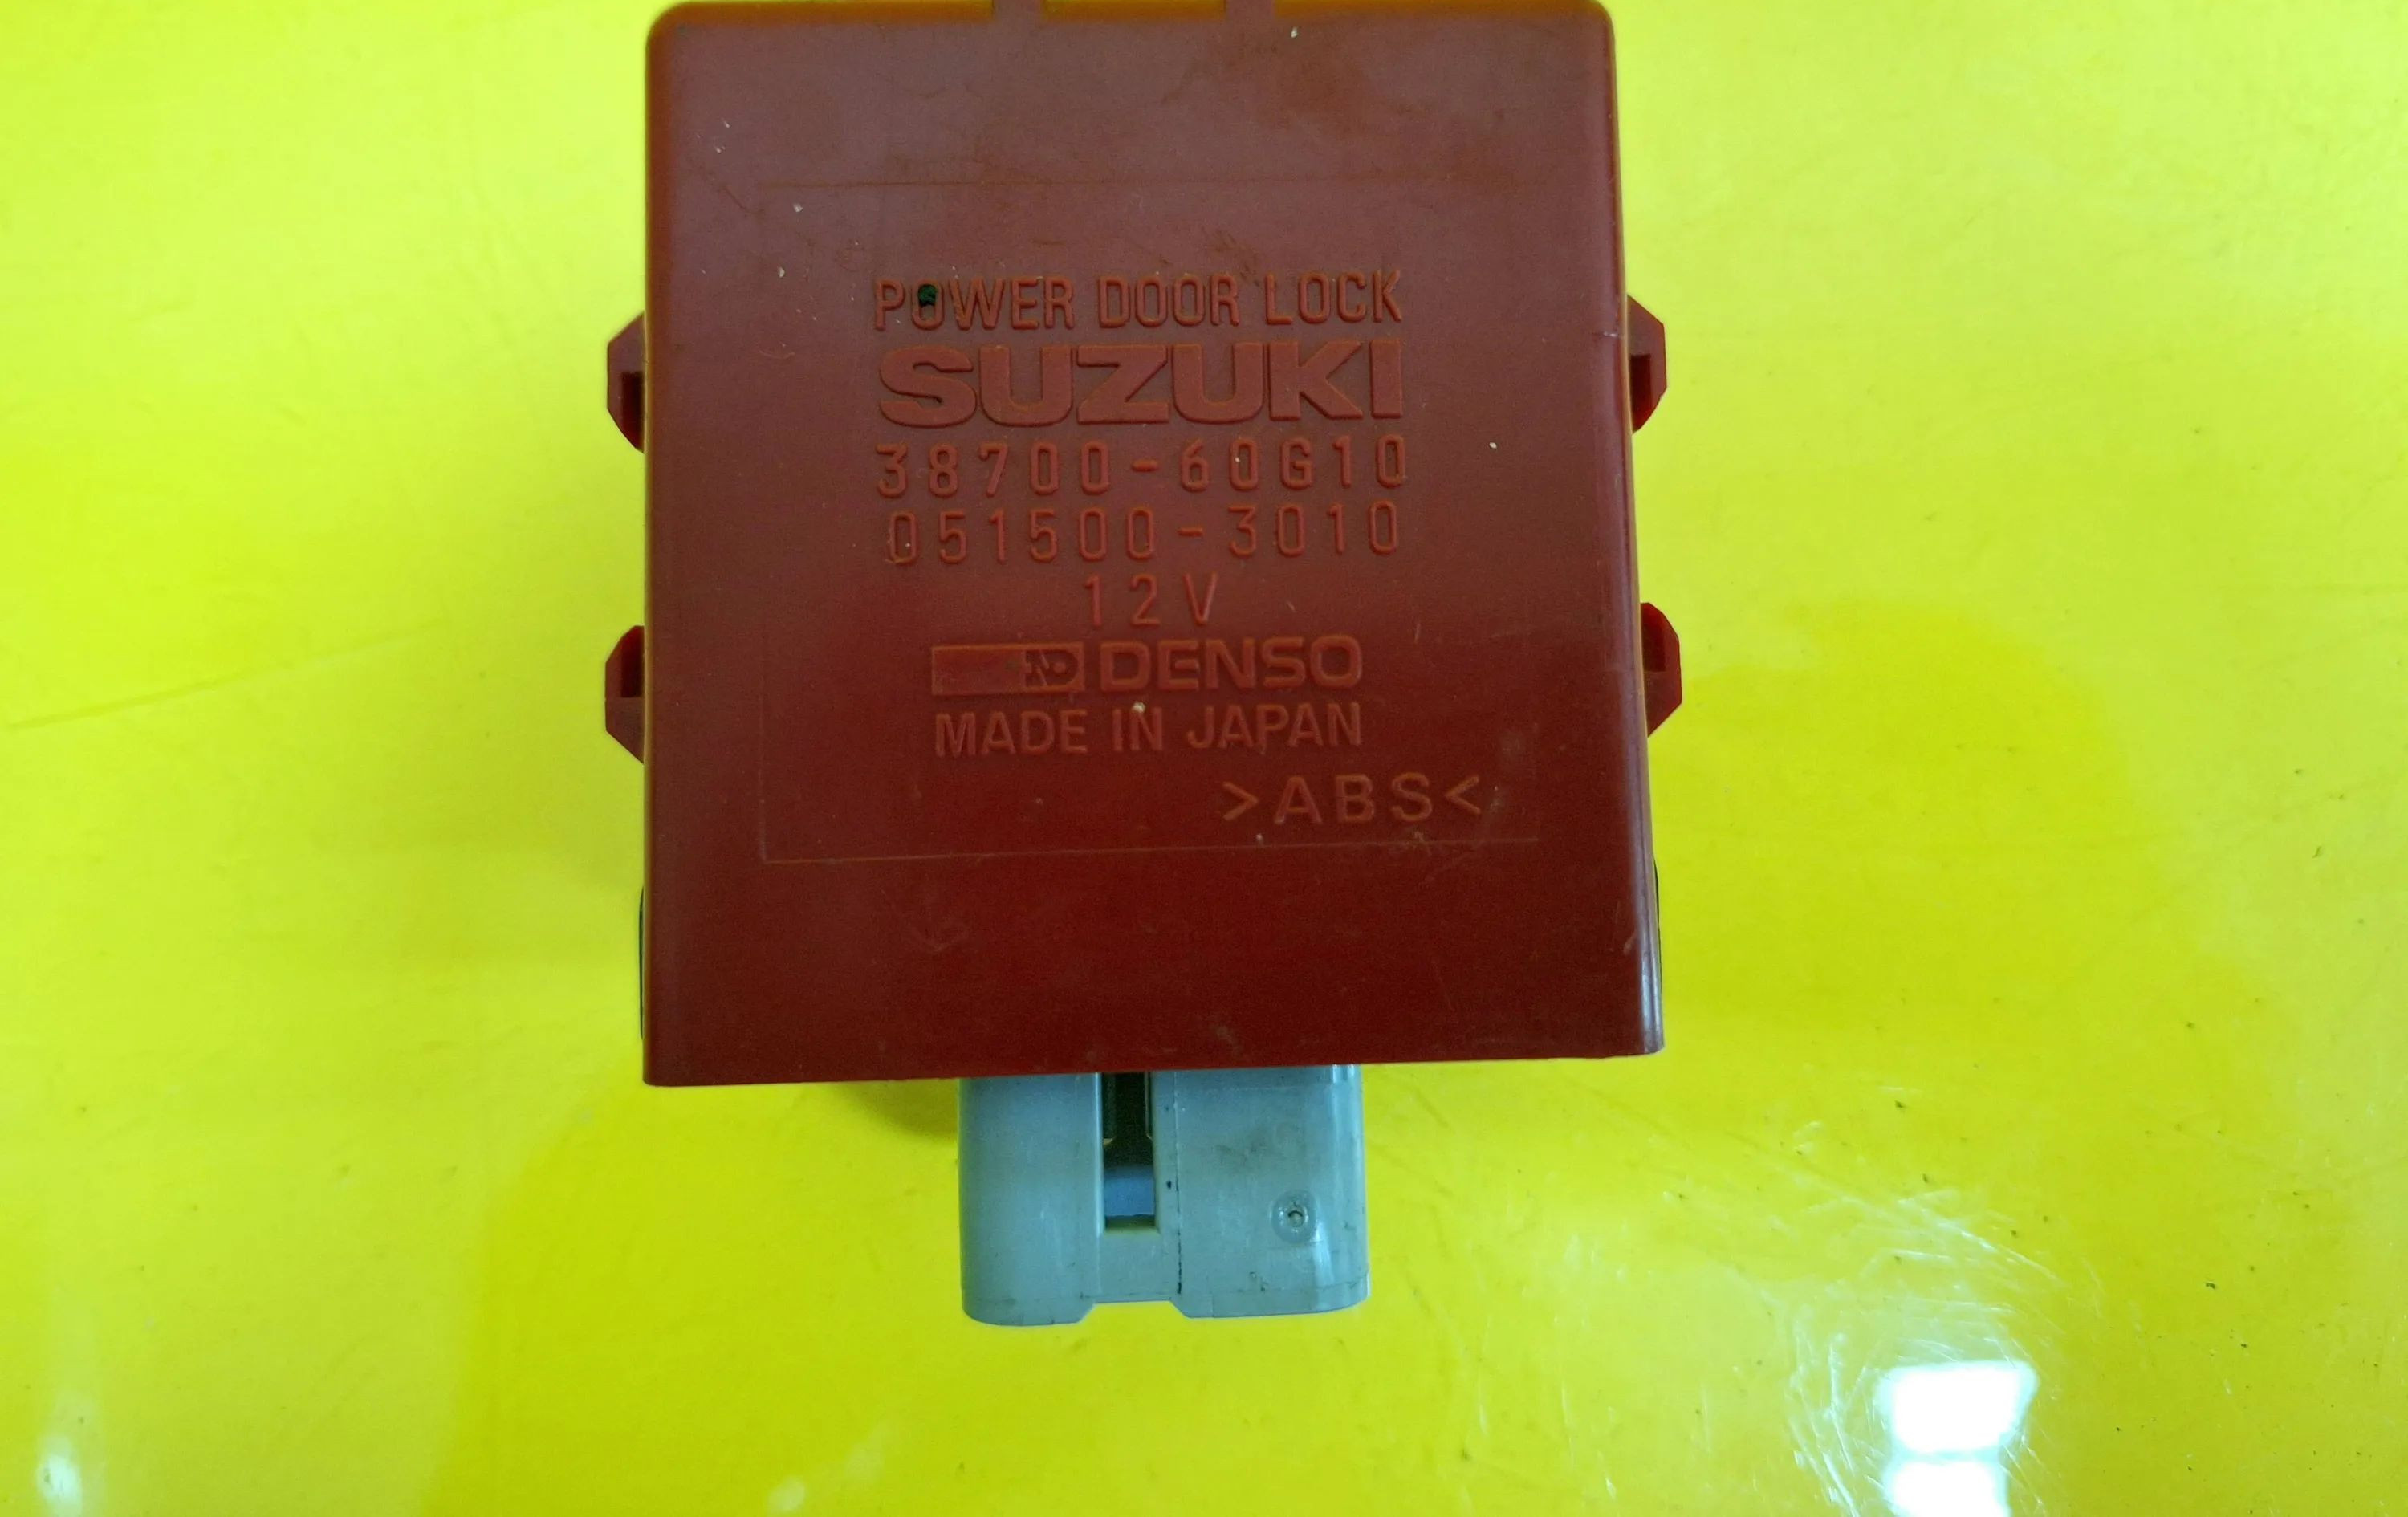 POWER DOOR LOCK
SUZUKI
38700-60G10
051500-3010
12V
DENSO
MADE IN JAPAN
>ABS<